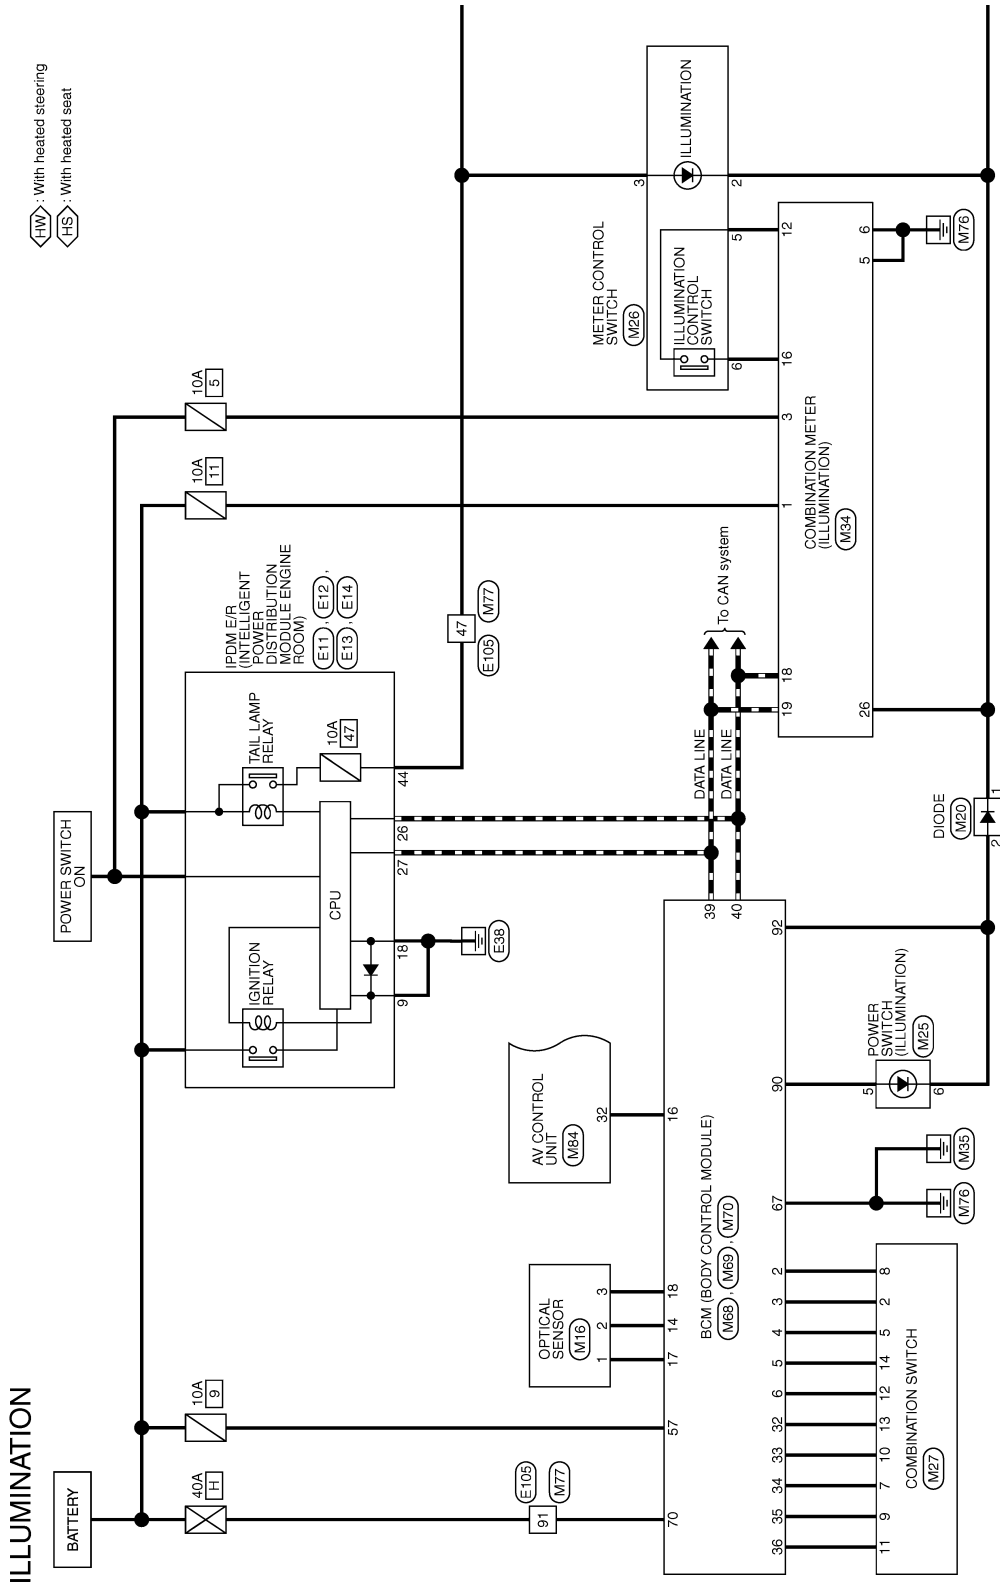 ILLUMINATION
HW : With heated steering
HS : With heated seat
BATTERY
POWER SWITCH
ON
40A
H
10A
9
10A
11
10A
5
IPDM E/R
(INTELLIGENT
POWER
DISTRIBUTION
MODULE ENGINE
ROOM)
E11 , E12 ,
E13 , E14
IGNITION
RELAY
CPU
TAIL LAMP
RELAY
10A
47
9
18
27
26
44
E38
E105
47
M77
E105
91
M77
OPTICAL
SENSOR
M16
1
2
3
AV CONTROL
UNIT
M84
32
DATA LINE
DATA LINE
To CAN system
METER CONTROL
SWITCH
M26
ILLUMINATION
CONTROL
SWITCH
ILLUMINATION
6
5
3
2
70
57
17
14
18
16
39
40
BCM (BODY CONTROL MODULE)
M68 , M69 , M70
36
35
34
33
32
6
5
4
3
2
67
90
92
11
9
7
10
13
12
14
5
2
8
COMBINATION SWITCH
M27
M76
M35
5
6
POWER
SWITCH
(ILLUMINATION)
M25
DIODE
M20
2
1
19
18
1
3
16
12
COMBINATION METER
(ILLUMINATION)
M34
26
5
6
M76